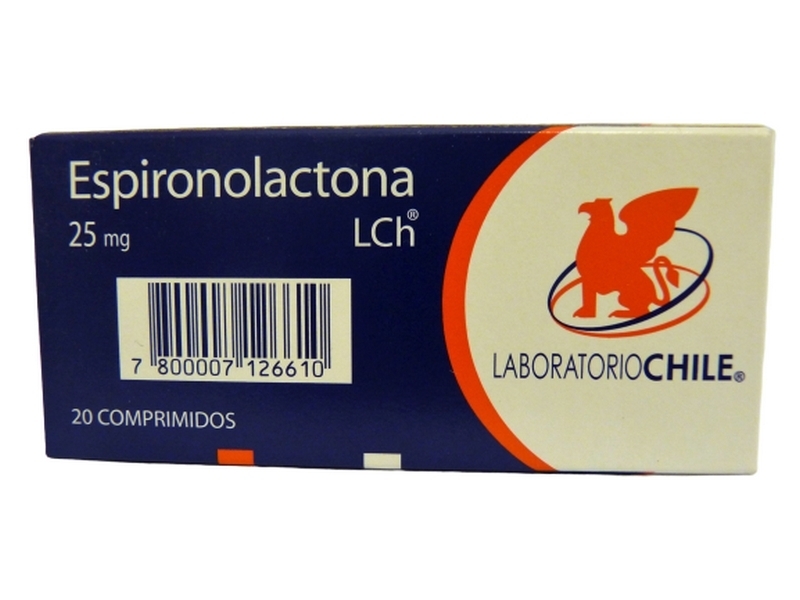 Espironolactona
25 mg
LCh®
7 800007 126610
20 COMPRIMIDOS
LABORATORIOCHILE®